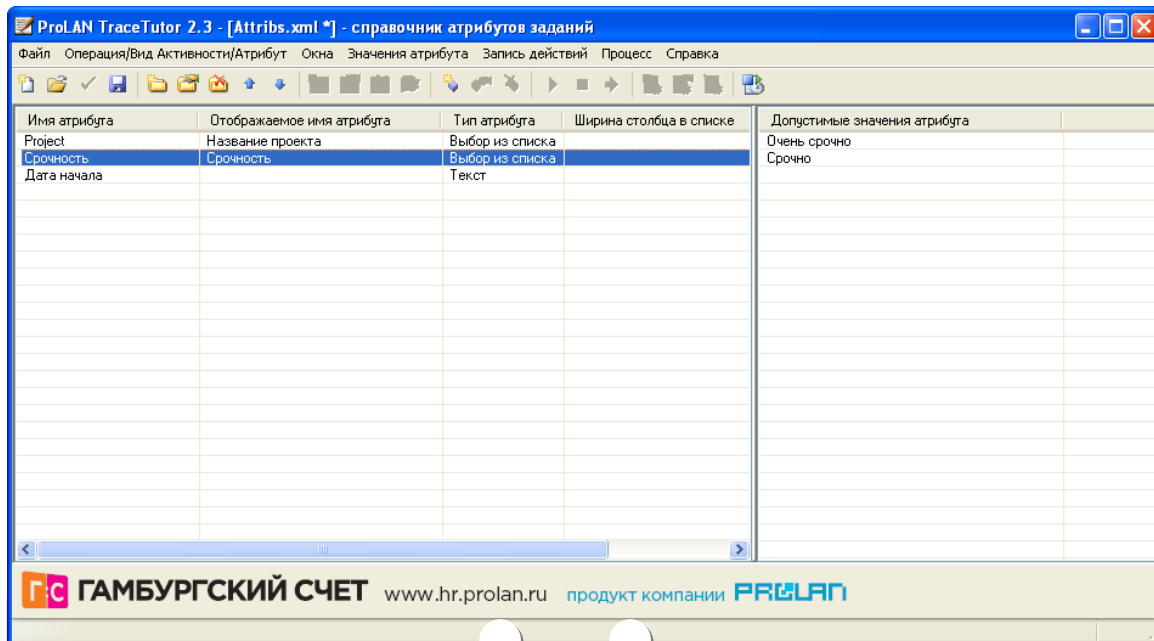 ProLAN TraceTutor 2.3 - [Attribs.xml *] - справочник атрибутов заданий
Файл Операция/Вид Активности/Атрибут Окна Значения атрибута Запись действий Процесс Справка
Имя атрибута Отображаемое имя атрибута Тип атрибута Ширина столбца в списке Допустимые значения атрибута
Project Название проекта Выбор из списка Очень срочно
Срочность Срочность Выбор из списка Срочно
Дата начала Текст
Г:С ГАМБУРГСКИЙ СЧЕТ www.hr.prolan.ru продукт компании PROLAN